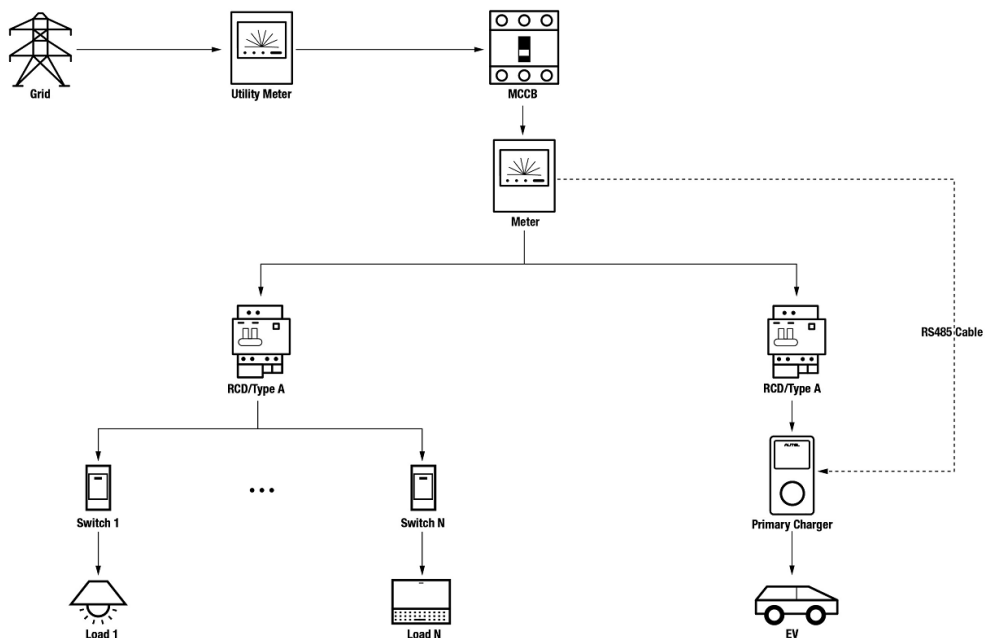 Grid
Utility Meter
MCCB
Meter
RS485 Cable
RCD/Type A
RCD/Type A
AUTEL
Switch 1
...
Switch N
Primary Charger
Load 1
Load N
EV